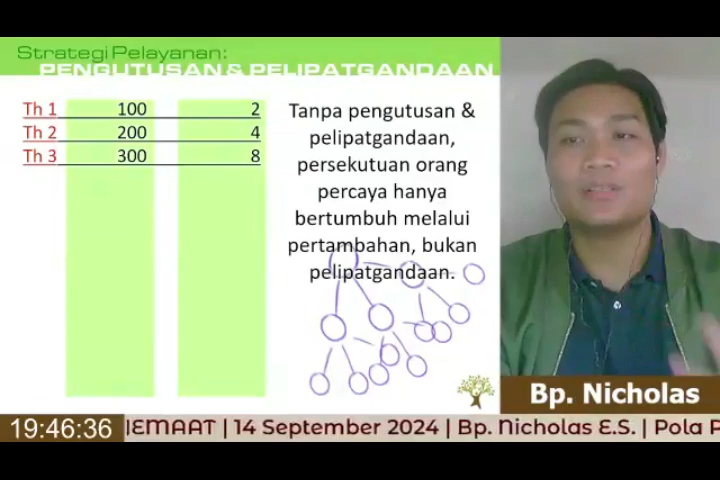 Strategi Pelayanan:
PENGUTUSAN & PELIPATGANDAAN
Th 1 100 2
Th 2 200 4
Th 3 300 8
Tanpa pengutusan &
pelipatgandaan,
persekutuan orang
percaya hanya
bertumbuh melalui
pertambahan, bukan
pelipatgandaan.
Bp. Nicholas
19:46:36 IEMAAT | 14 September 2024 | Bp. Nicholas E.S. | Pola P